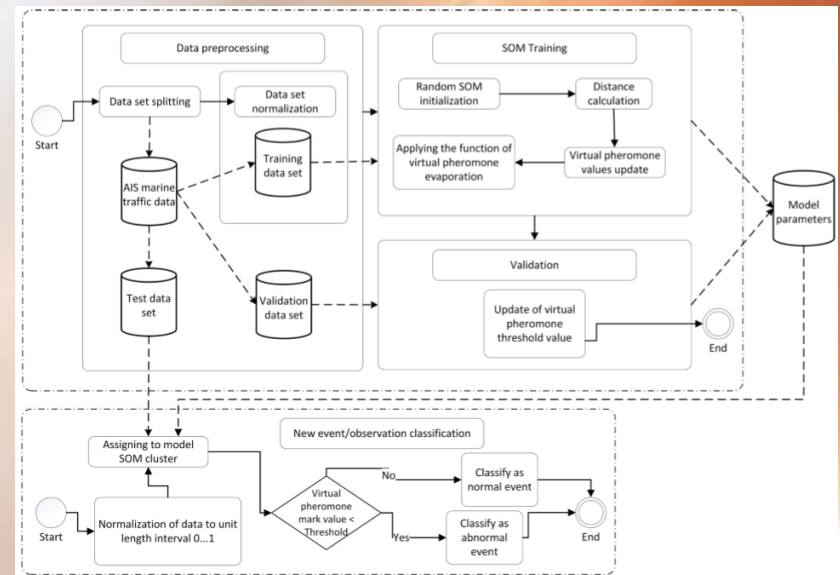 Data preprocessing
SOM Training
Data set splitting
Data set
normalization
Start
AIS marine
traffic data
Training
data set
Test data
set
Validation
data set
Random SOM
initialization
Distance
calculation
Applying the function of
virtual pheromone
evaporation
Virtual pheromone
values update
Validation
Update of virtual
pheromone
threshold value
End
Model
parameters
New event/observation classification
Assigning to model
SOM cluster
Start
Normalization of data to unit
length interval 0...1
Virtual
pheromone
mark value <
Threshold
No
Yes
Classify as
normal event
Classify as
abnormal
event
End